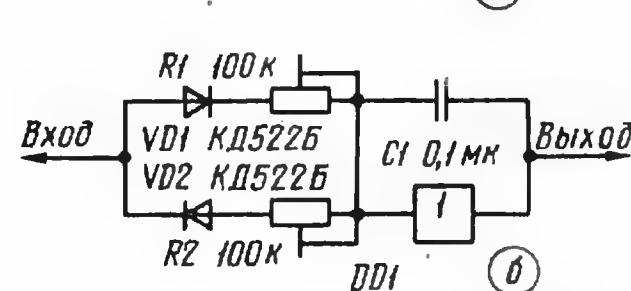 R1 100к
Вход
VD1 КД522Б
VD2 КД522Б
R2 100к
C1 0,1мк
Выход
1
DD1
б